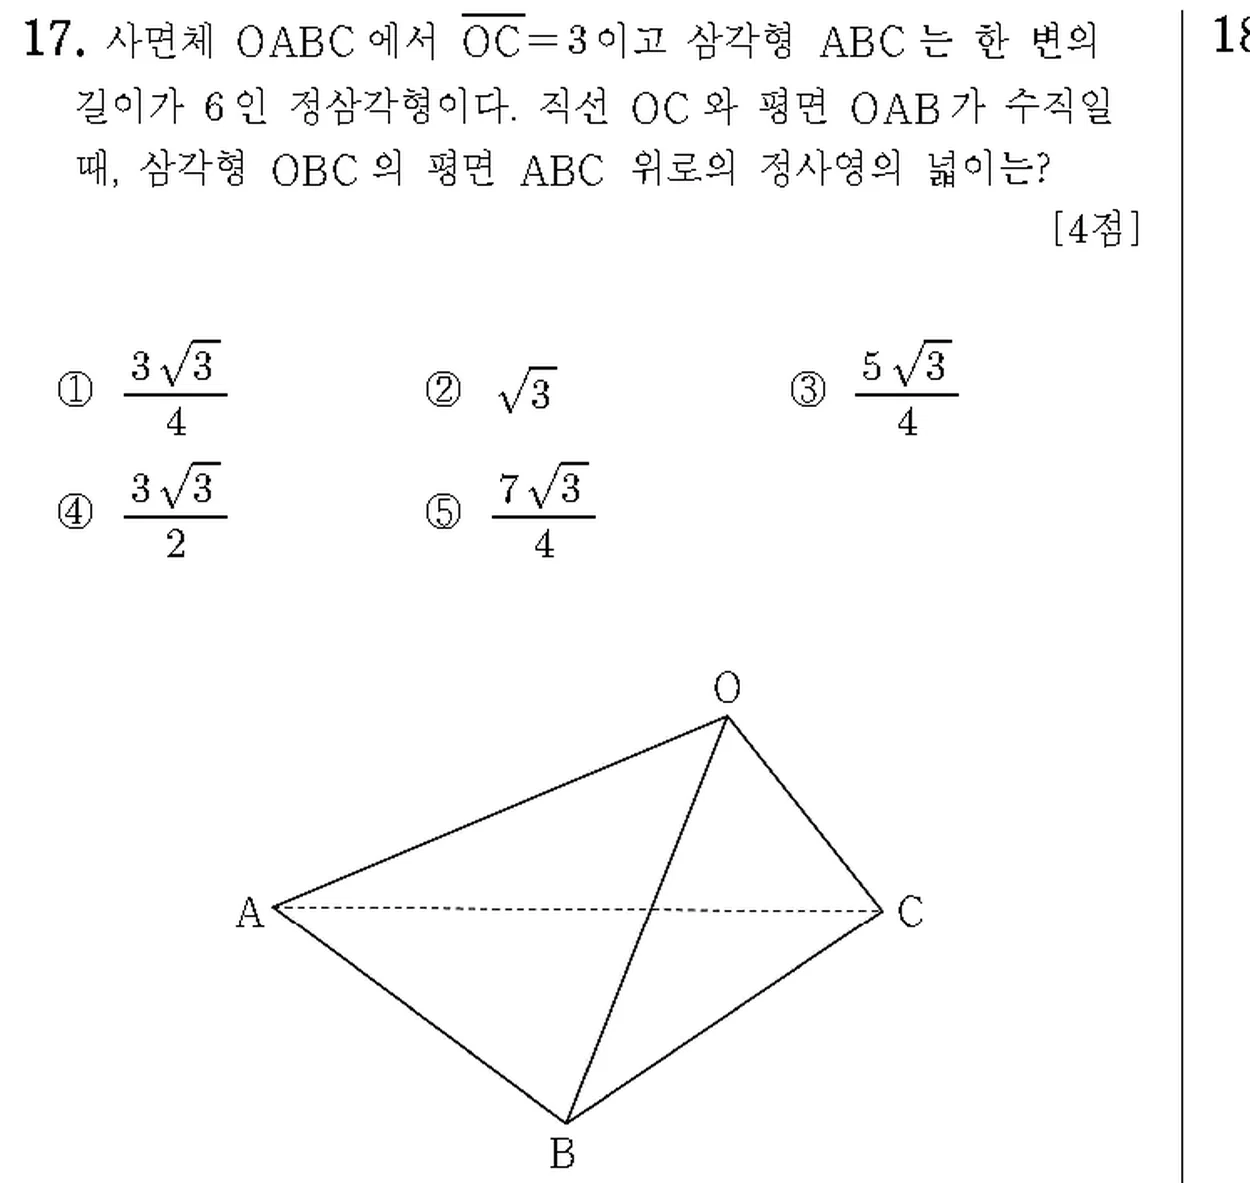 17. 사면체 OABC에서 \overline{OC}=3이고 삼각형 ABC는 한 변의
길이가 6인 정삼각형이다. 직선 OC와 평면 OAB가 수직일
때, 삼각형 OBC의 평면 ABC 위로의 정사영의 넓이는?
[4점]
① 3√3/4 ② √3 ③ 5√3/4
④ 3√3/2 ⑤ 7√3/4
O
A C
B